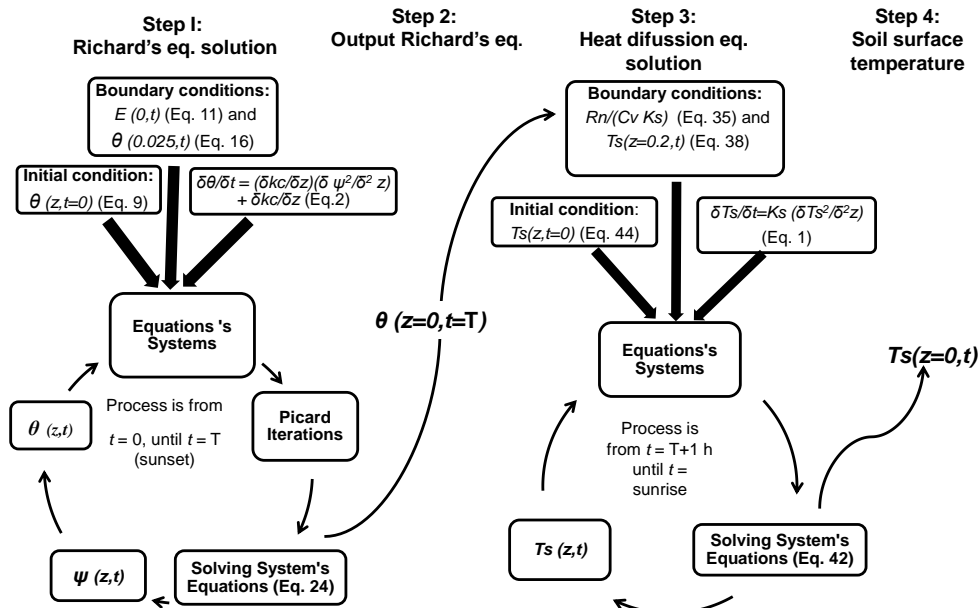 Step I:
Richard's eq. solution
Boundary conditions:
E (0,t) (Eq. 11) and
θ (0.025,t) (Eq. 16)
Initial condition:
θ (z,t=0) (Eq. 9)
δθ/δt = (δkc/δz)(δ ψ²/δ² z)
+ δkc/δz (Eq.2)
Equations 's
Systems
Process is from
t = 0, until t = T
(sunset)
Picard
Iterations
θ (z,t)
ψ (z,t)
Solving System's
Equations (Eq. 24)
Step 2:
Output Richard's eq.
θ (z=0,t=T)
Step 3:
Heat difussion eq.
solution
Boundary conditions:
Rn/(Cv Ks) (Eq. 35) and
Ts(z=0.2,t) (Eq. 38)
Initial condition:
Ts(z,t=0) (Eq. 44)
δTs/δt=Ks (δTs²/δ²z)
(Eq. 1)
Equations's
Systems
Process is
from t = T+1 h
until t =
sunrise
Ts (z,t)
Solving System's
Equations (Eq. 42)
Step 4:
Soil surface
temperature
Ts(z=0,t)